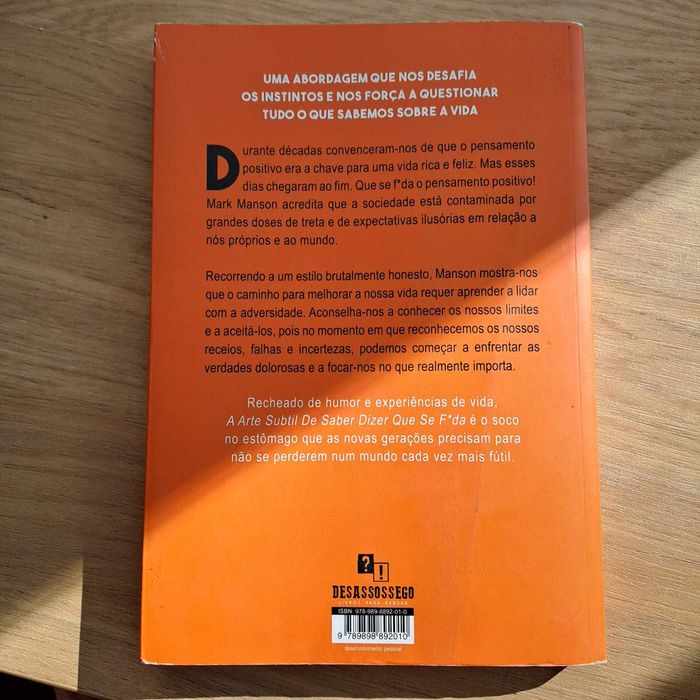 UMA ABORDAGEM QUE NOS DESAFIA
OS INSTINTOS E NOS FORÇA A QUESTIONAR
TUDO O QUE SABEMOS SOBRE A VIDA
Durante décadas convenceram-nos de que o pensamento
positivo era a chave para uma vida rica e feliz. Mas esses
dias chegaram ao fim. Que se f*da o pensamento positivo!
Mark Manson acredita que a sociedade está contaminada por
grandes doses de treta e de expectativas ilusórias em relação a
nós próprios e ao mundo.
Recorrendo a um estilo brutalmente honesto, Manson mostra-nos
que o caminho para melhorar a nossa vida requer aprender a lidar
com a adversidade. Aconselha-nos a conhecer os nossos limites
e a aceitá-los, pois no momento em que reconhecemos os nossos
receios, falhas e incertezas, podemos começar a enfrentar as
verdades dolorosas e a focar-nos no que realmente importa.
Recheado de humor e experiências de vida,
A Arte Subtil De Saber Dizer Que Se F*da é o soco
no estômago que as novas gerações precisam para
não se perderem num mundo cada vez mais fútil.
?!
DESASSOSSEGO
LIVROS PARA PENSAR
ISBN 978-989-8892-01-0
9 789898 892010
desenvolvimento pessoal